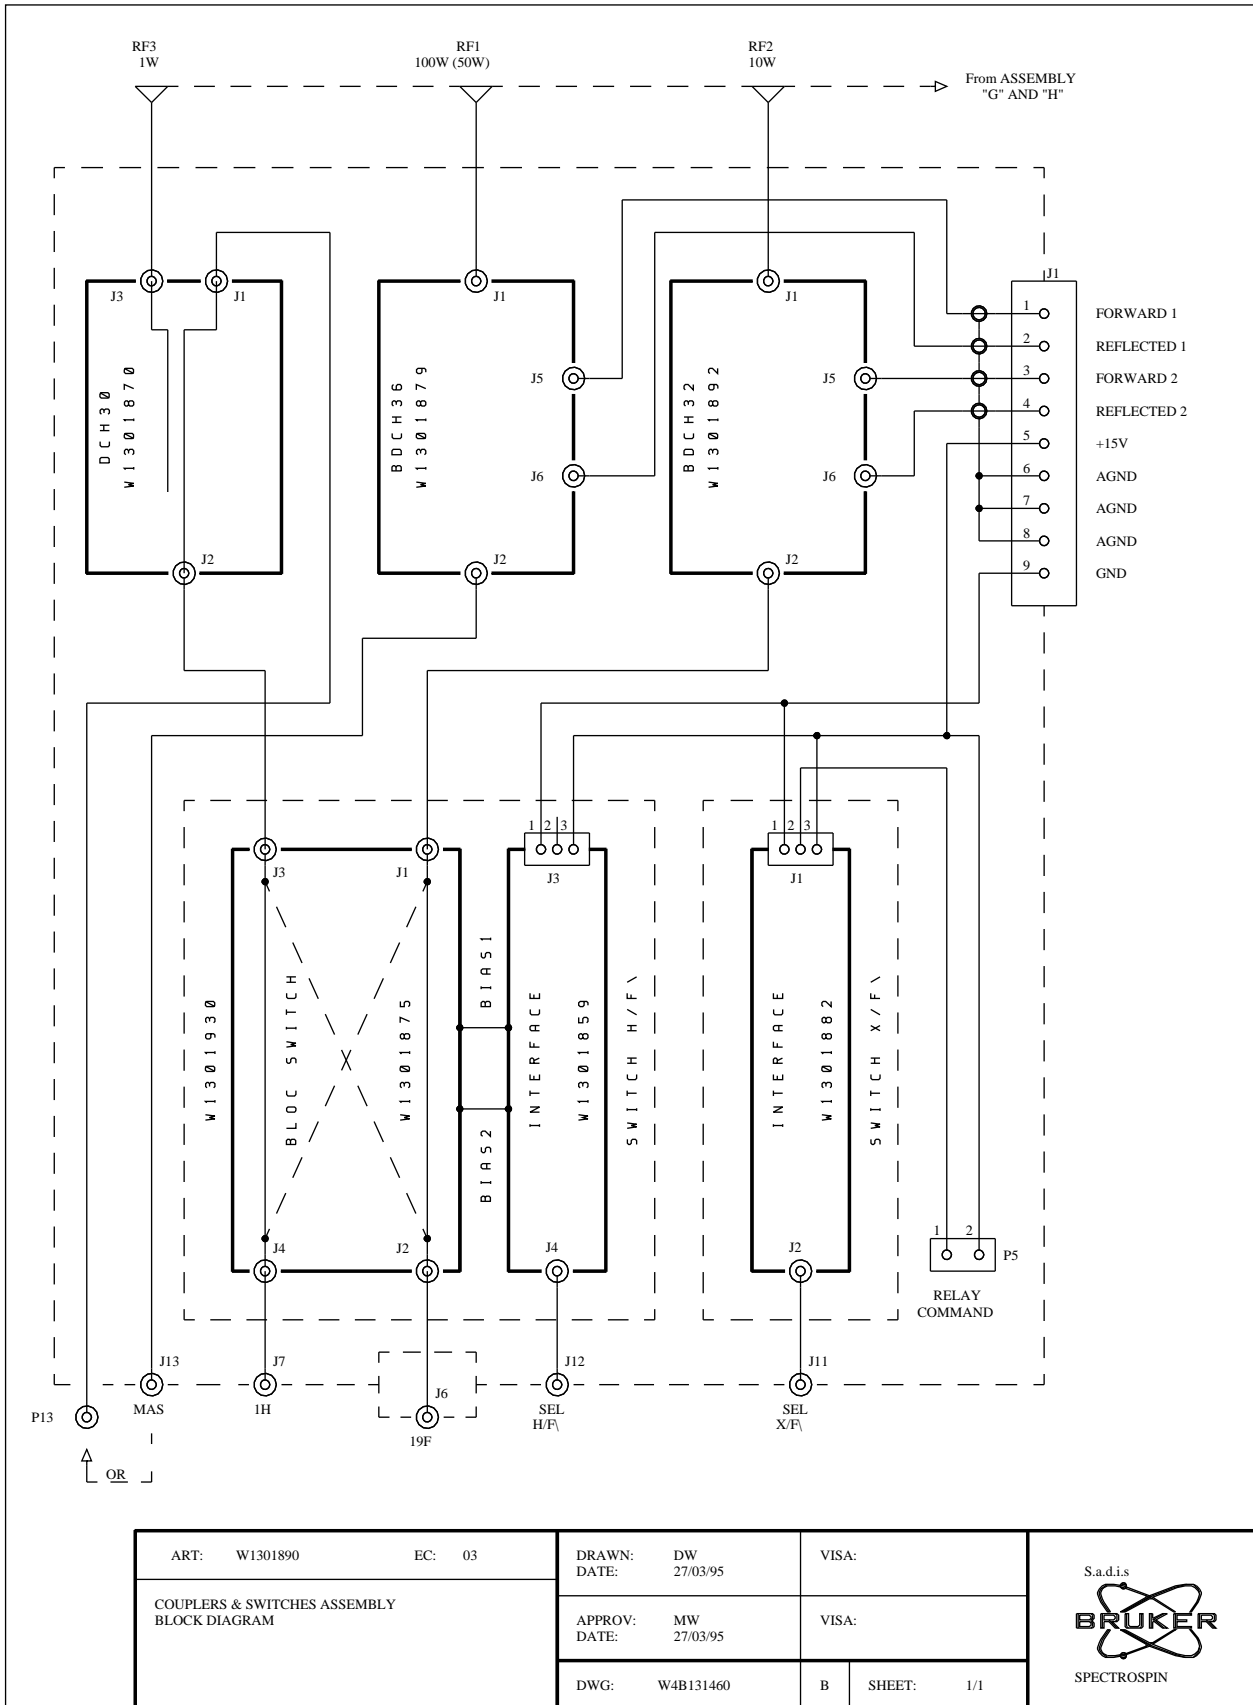 RF3
1W
RF1
100W (50W)
RF2
10W
From ASSEMBLY
"G" AND "H"
J3
J1
DCH30
W1301870
J2
J1
BDCH36
W1301879
J5
J6
J2
J1
BDCH32
W1301892
J5
J6
J2
J1
1 FORWARD 1
2 REFLECTED 1
3 FORWARD 2
4 REFLECTED 2
5 +15V
6 AGND
7 AGND
8 AGND
9 GND
W1301930
J3
J1
BLOC SWITCH
W1301875
J4
J2
BIAS1
BIAS2
1 2 3
J3
INTERFACE
W1301859
J4
SWITCH H/F\
1 2 3
J1
INTERFACE
W1301882
J2
SWITCH X/F\
1 2
P5
RELAY
COMMAND
P13
J13
MAS
OR
J7
1H
J6
19F
J12
SEL
H/F\
J11
SEL
X/F\
ART: W1301890 EC: 03
COUPLERS & SWITCHES ASSEMBLY
BLOCK DIAGRAM
DRAWN: DW
DATE: 27/03/95
VISA:
APPROV: MW
DATE: 27/03/95
VISA:
DWG: W4B131460 B SHEET: 1/1
S.a.d.i.s
BRUKER
SPECTROSPIN